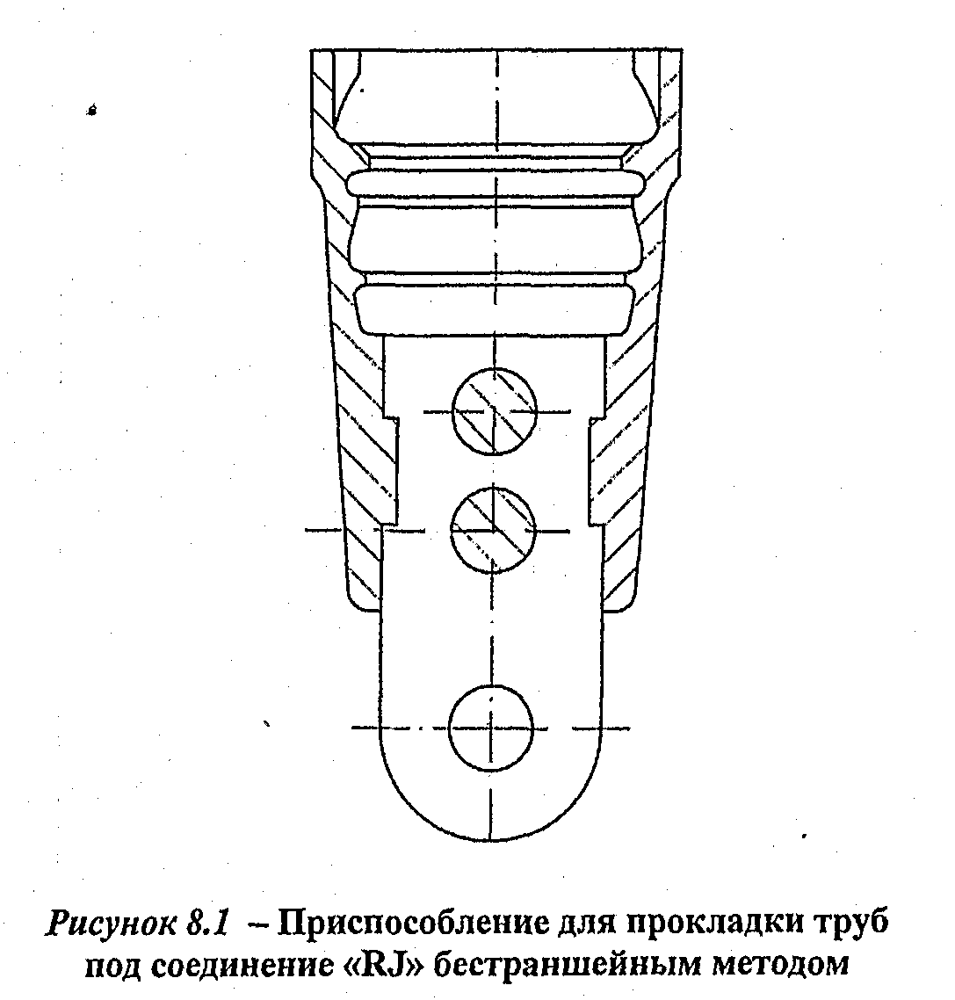 Рисунок 8.1 – Приспособление для прокладки труб
под соединение «RJ» бестраншейным методом